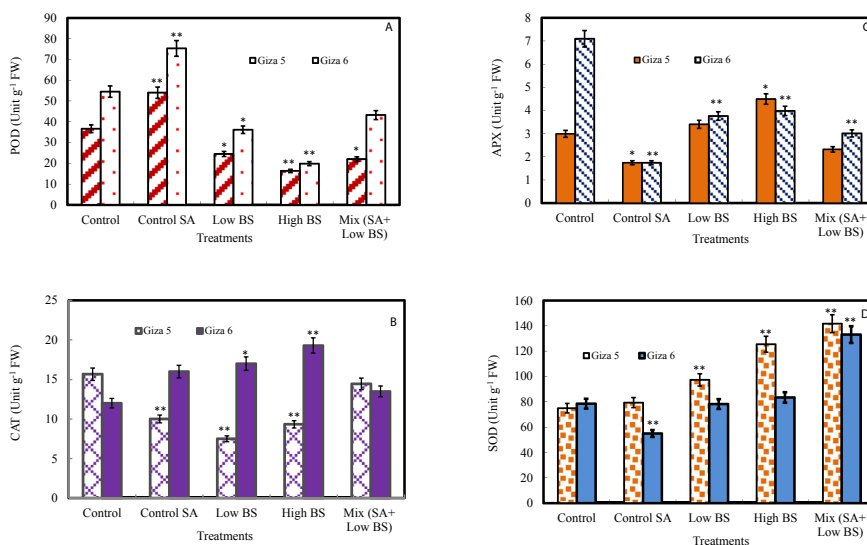 A
90
80
70
60
50
40
30
20
10
0
POD (Unit g⁻¹ FW)
Giza 5 Giza 6
** ** * * ** ** *
Control Control SA Low BS High BS Mix (SA+
Low BS)
Treatments
8
7
6
5
4
3
2
1
0
APX (Unit g⁻¹ FW)
Giza 5 Giza 6
* ** ** * ** **
Control Control SA Low BS High BS Mix (SA+
Low BS)
Treatments
B
25
20
15
10
5
0
CAT (Unit g⁻¹ FW)
Giza 5 Giza 6
** ** * ** **
Control Control SA Low BS High BS Mix (SA+
Low BS)
Treatments
D
160
140
120
100
80
60
40
20
0
SOD (Unit g⁻¹ FW)
Giza 5 Giza 6
** ** ** ** **
Control Control SA Low BS High BS Mix (SA+
Low BS)
Treatments